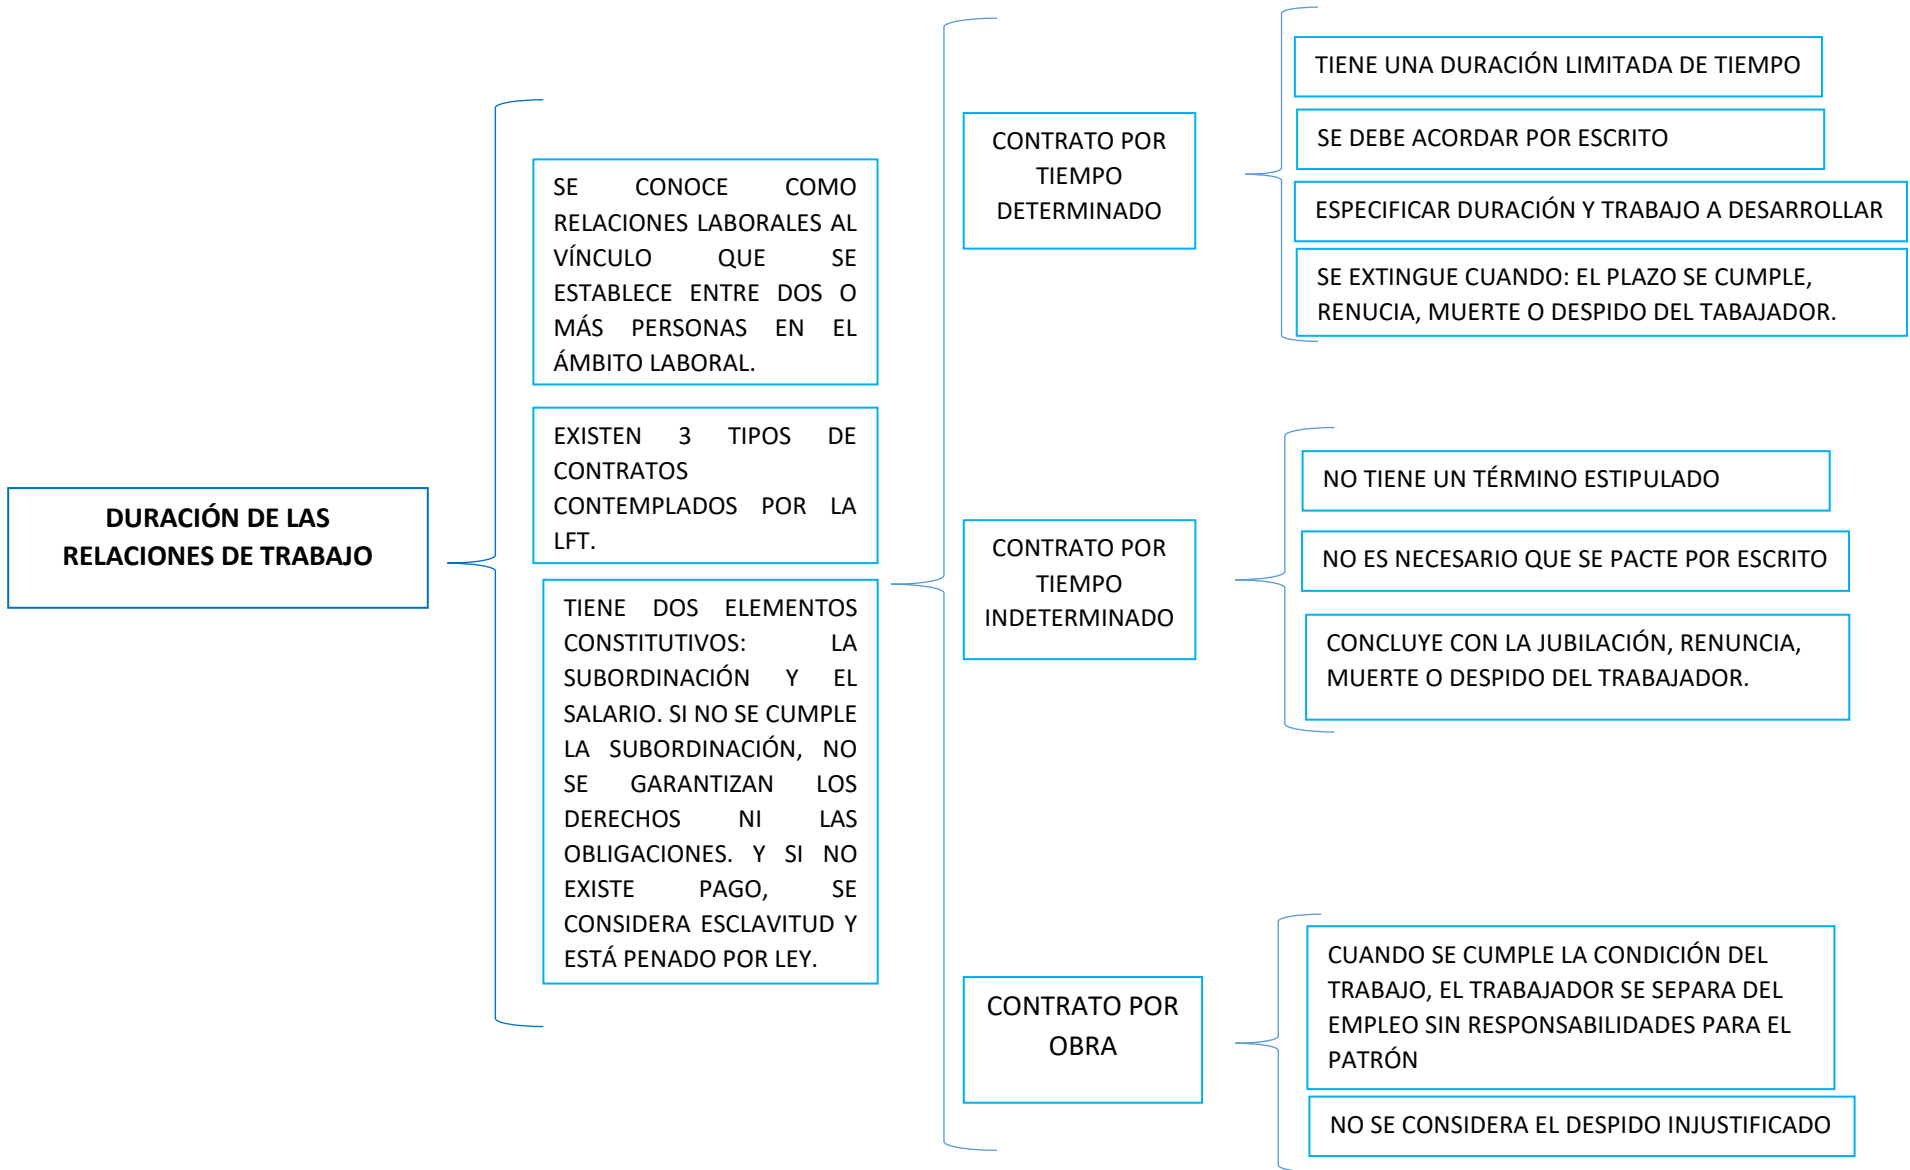 DURACIÓN DE LAS
RELACIONES DE TRABAJO
SE CONOCE COMO
RELACIONES LABORALES AL
VÍNCULO QUE SE
ESTABLECE ENTRE DOS O
MÁS PERSONAS EN EL
ÁMBITO LABORAL.
EXISTEN 3 TIPOS DE
CONTRATOS
CONTEMPLADOS POR LA
LFT.
TIENE DOS ELEMENTOS
CONSTITUTIVOS: LA
SUBORDINACIÓN Y EL
SALARIO. SI NO SE CUMPLE
LA SUBORDINACIÓN, NO
SE GARANTIZAN LOS
DERECHOS NI LAS
OBLIGACIONES. Y SI NO
EXISTE PAGO, SE
CONSIDERA ESCLAVITUD Y
ESTÁ PENADO POR LEY.
CONTRATO POR
TIEMPO
DETERMINADO
TIENE UNA DURACIÓN LIMITADA DE TIEMPO
SE DEBE ACORDAR POR ESCRITO
ESPECIFICAR DURACIÓN Y TRABAJO A DESARROLLAR
SE EXTINGUE CUANDO: EL PLAZO SE CUMPLE,
RENUCIA, MUERTE O DESPIDO DEL TABAJADOR.
CONTRATO POR
TIEMPO
INDETERMINADO
NO TIENE UN TÉRMINO ESTIPULADO
NO ES NECESARIO QUE SE PACTE POR ESCRITO
CONCLUYE CON LA JUBILACIÓN, RENUNCIA,
MUERTE O DESPIDO DEL TRABAJADOR.
CONTRATO POR
OBRA
CUANDO SE CUMPLE LA CONDICIÓN DEL
TRABAJO, EL TRABAJADOR SE SEPARA DEL
EMPLEO SIN RESPONSABILIDADES PARA EL
PATRÓN
NO SE CONSIDERA EL DESPIDO INJUSTIFICADO